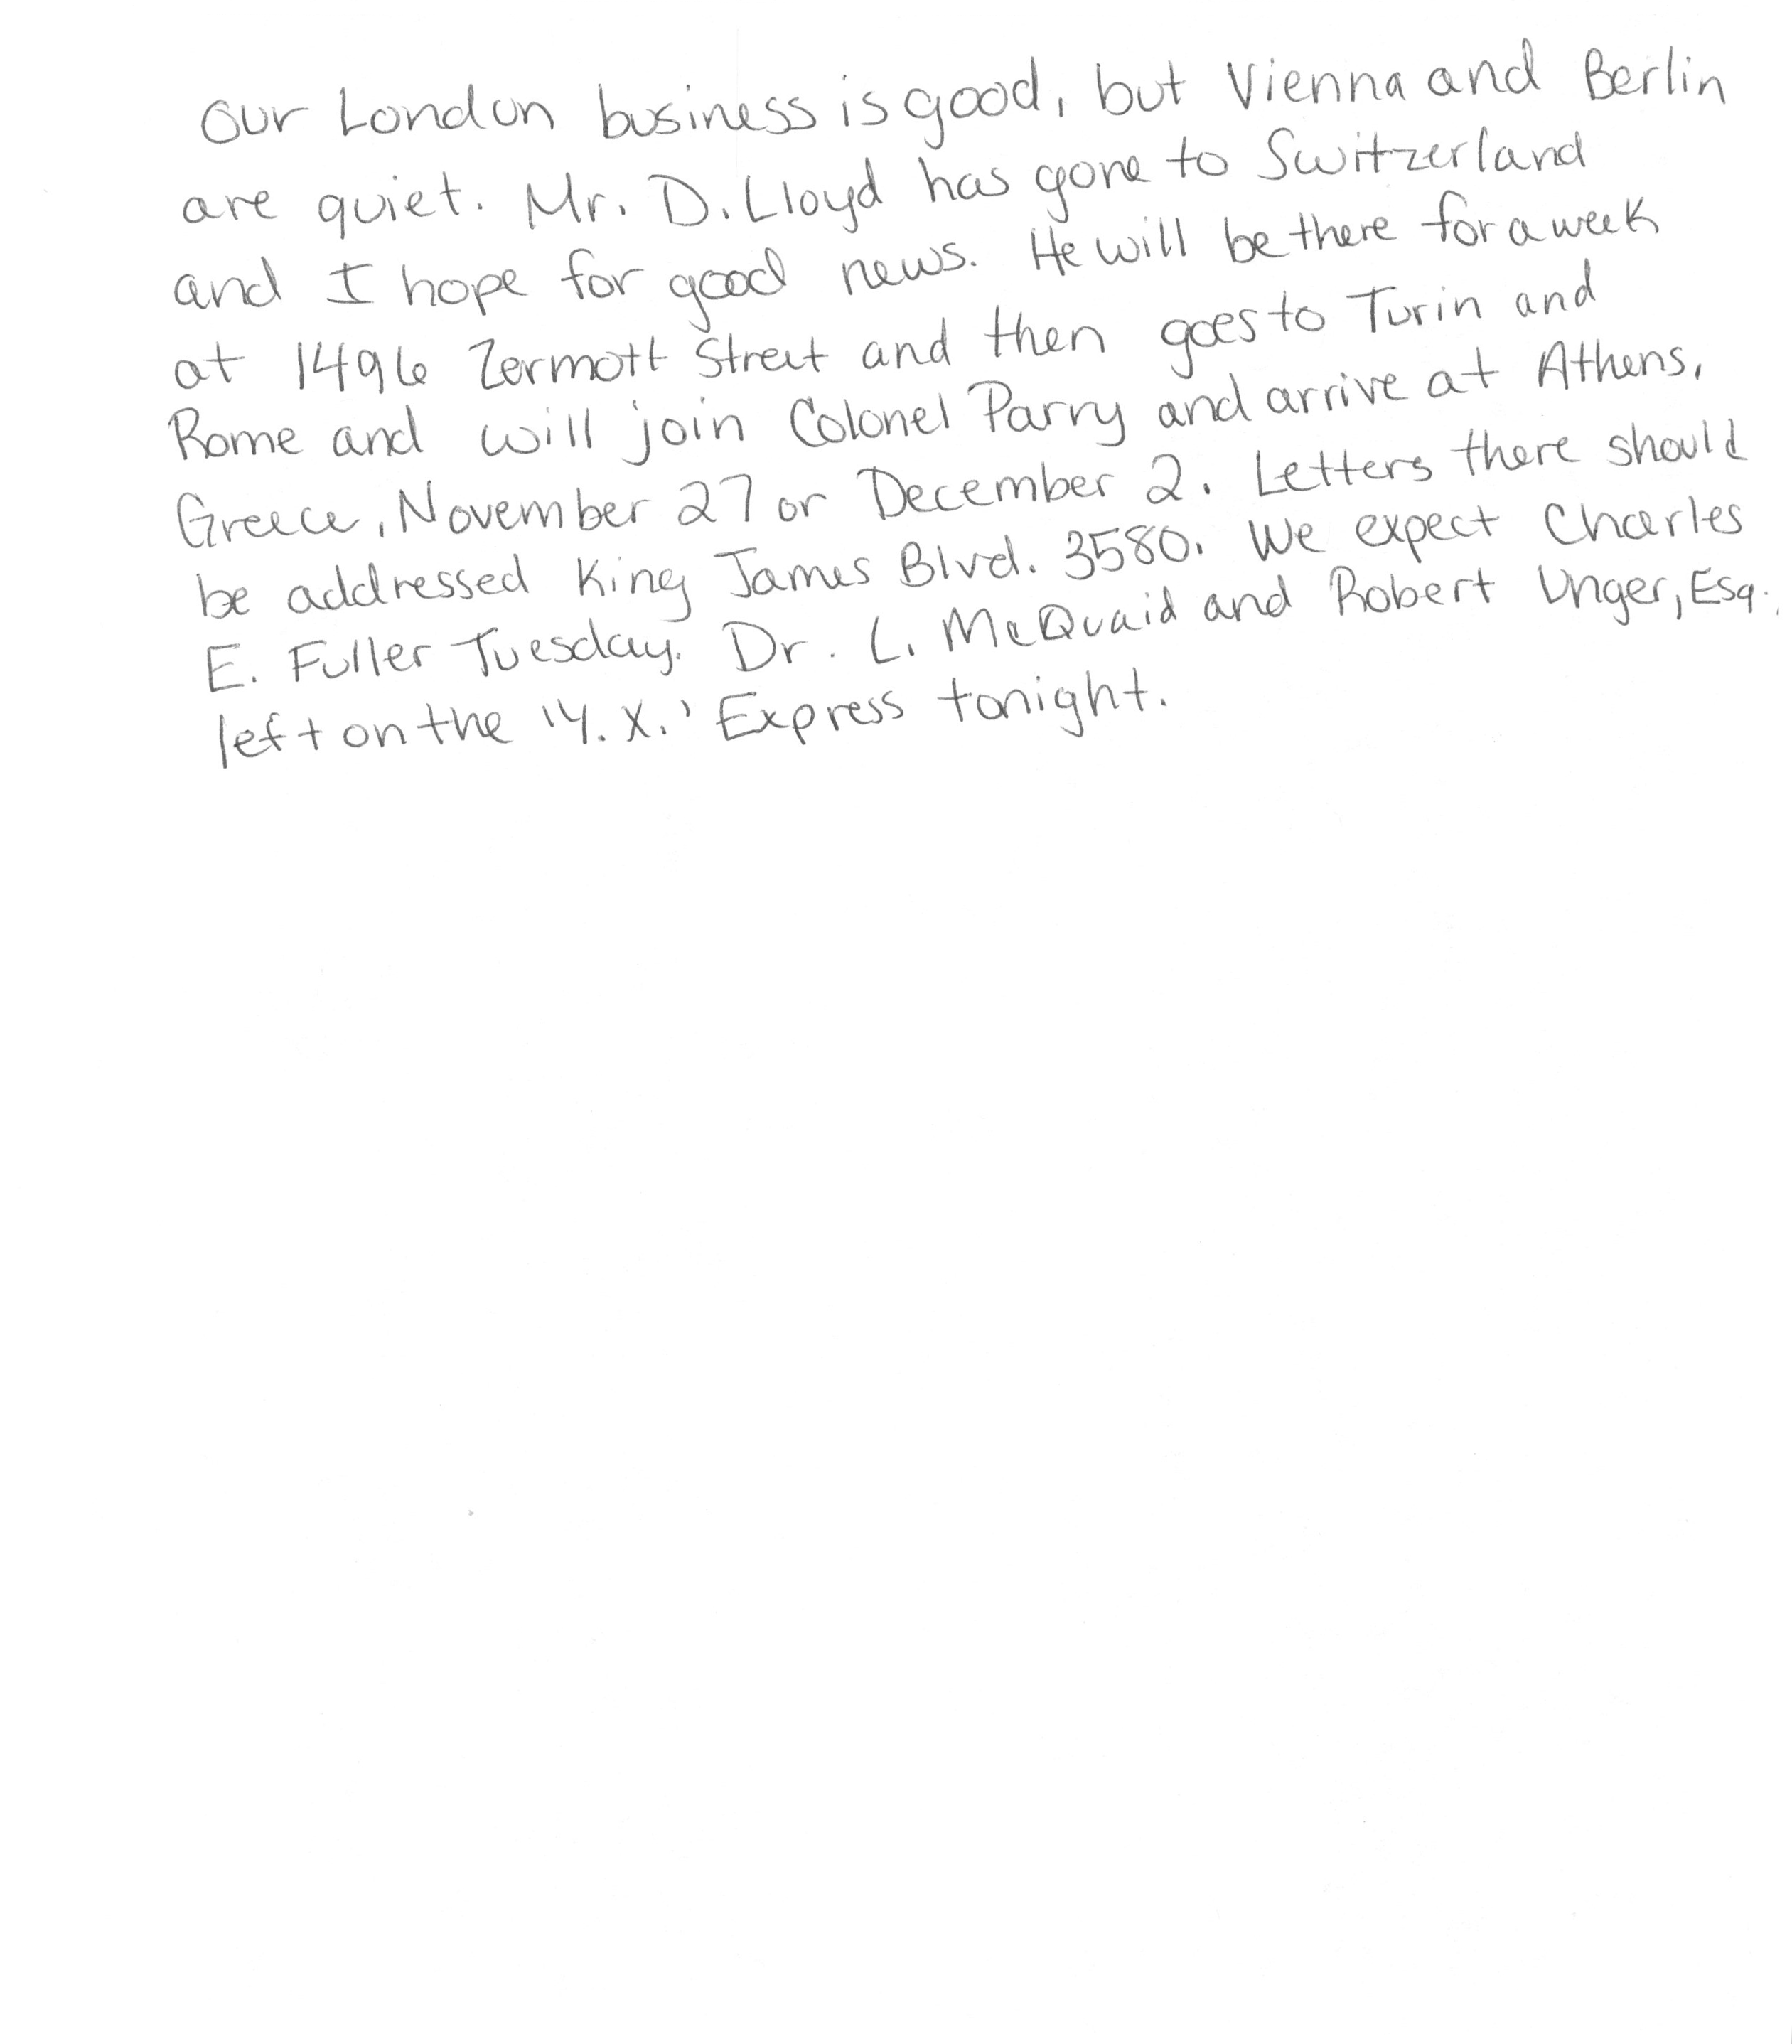 Our London business is good, but Vienna and Berlin
are quiet. Mr. D. Lloyd has gone to Switzerland
and I hope for good news. He will be there for a week
at 1496 Zermott Street and then goes to Turin and
Rome and will join Colonel Parry and arrive at Athens,
Greece, November 27 or December 2. Letters there should
be addressed King James Blvd. 3580. We expect Charles
E. Fuller Tuesday. Dr. L. McQuaid and Robert Unger, Esq.,
left on the 'Y. X.' Express tonight.